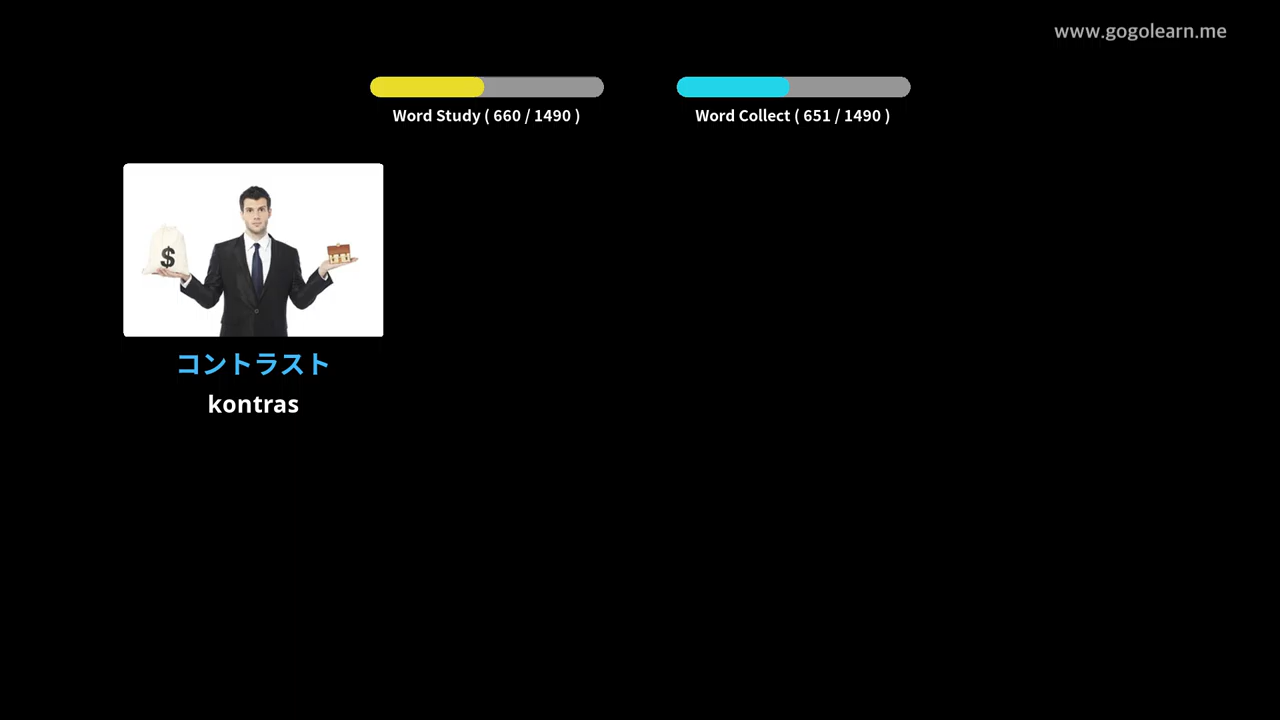 www.gogolearn.me
Word Study ( 660 / 1490 )
Word Collect ( 651 / 1490 )
$
コントラスト
kontras